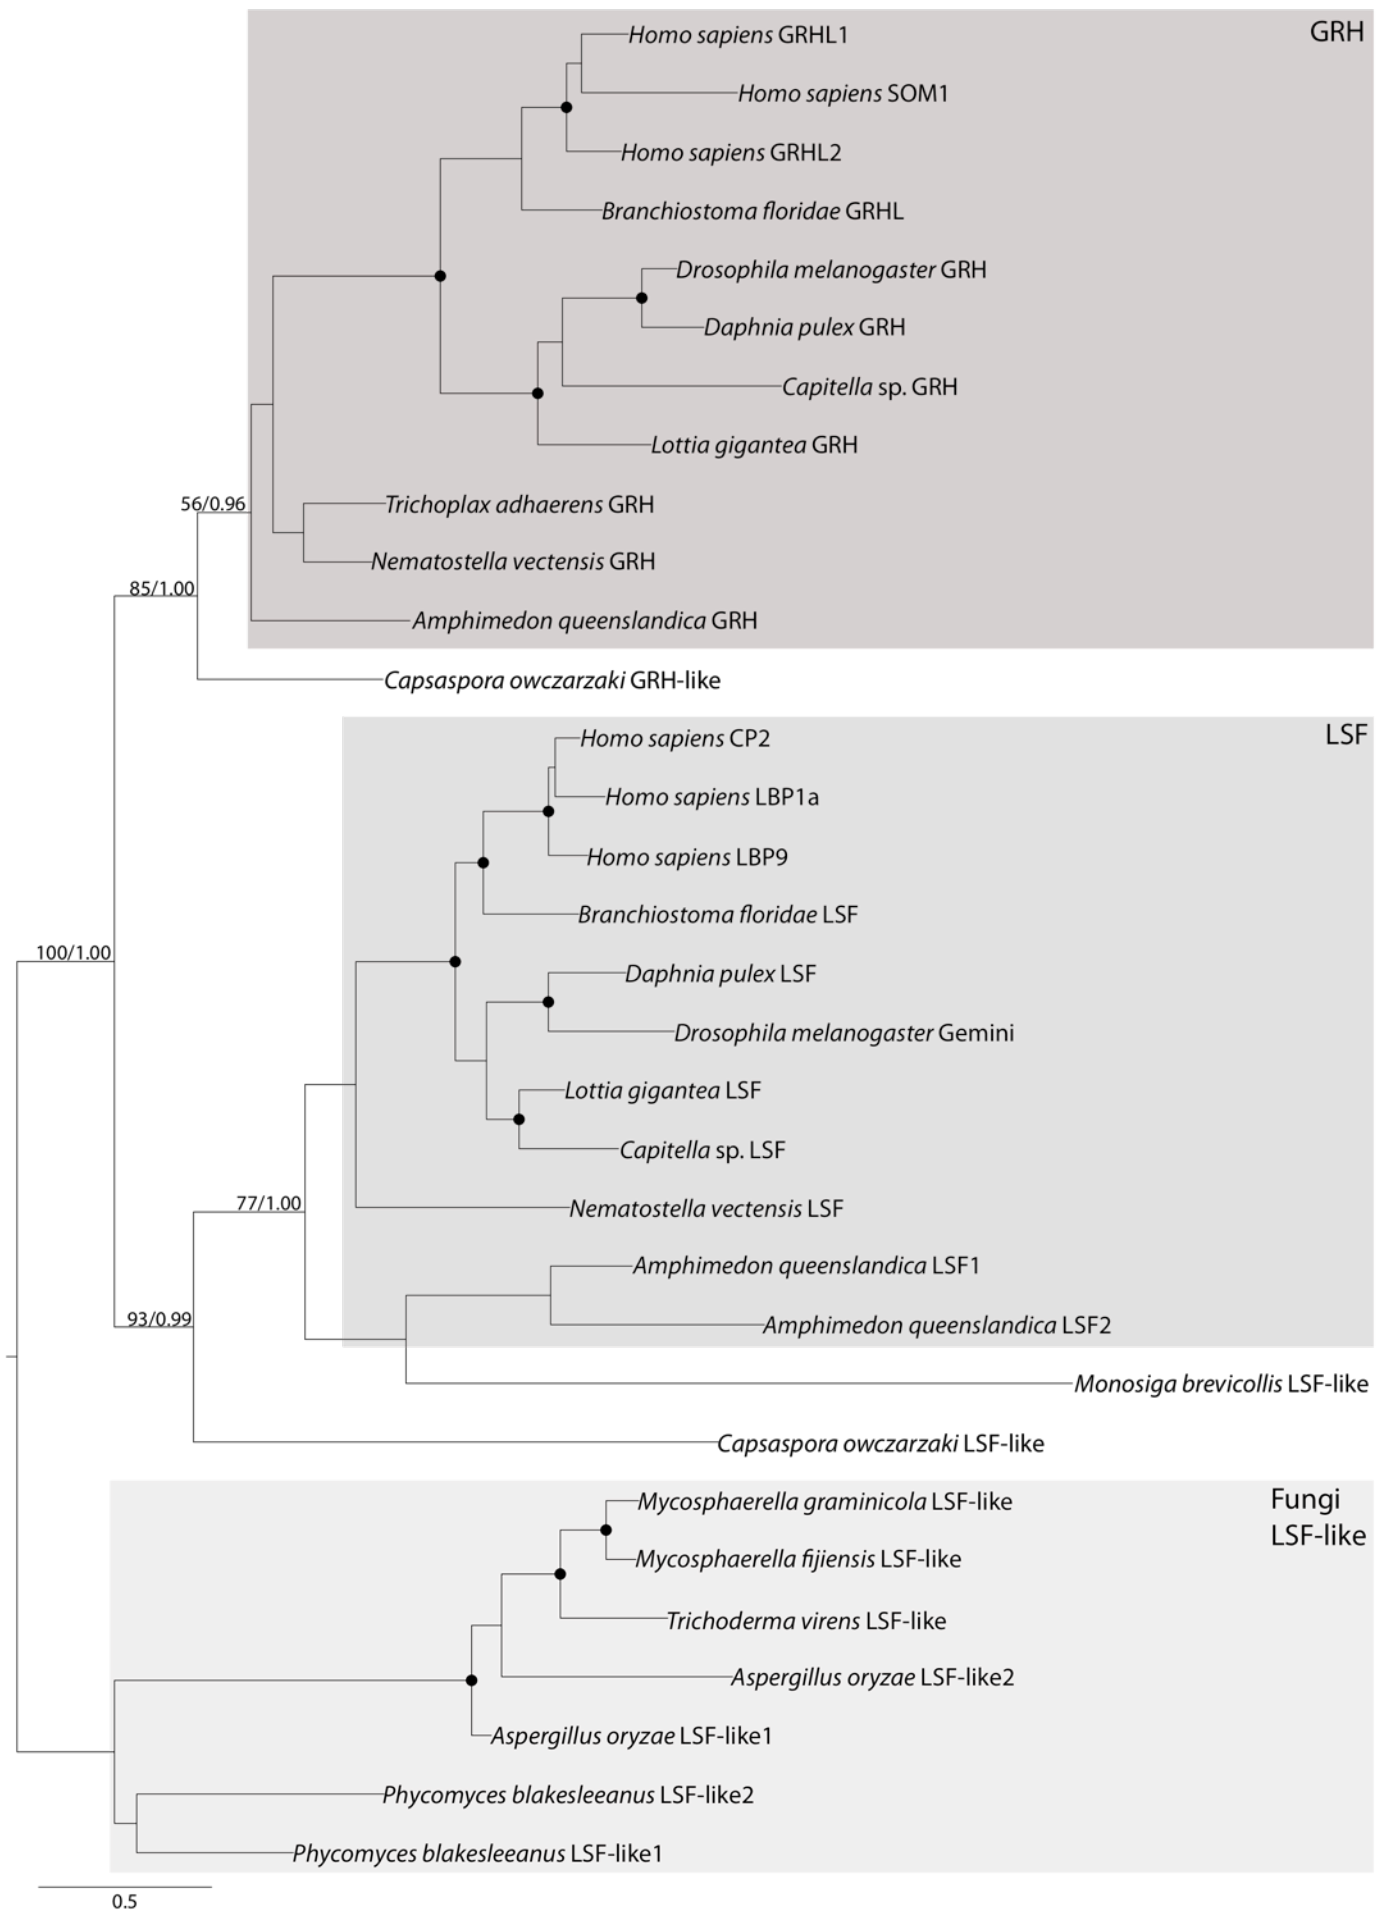 GRH
Homo sapiens GRHL1
Homo sapiens SOM1
Homo sapiens GRHL2
Branchiostoma floridae GRHL
Drosophila melanogaster GRH
Daphnia pulex GRH
Capitella sp. GRH
Lottia gigantea GRH
56/0.96
Trichoplax adhaerens GRH
Nematostella vectensis GRH
85/1.00
Amphimedon queenslandica GRH
Capsaspora owczarzaki GRH-like
LSF
Homo sapiens CP2
Homo sapiens LBP1a
Homo sapiens LBP9
Branchiostoma floridae LSF
100/1.00
Daphnia pulex LSF
Drosophila melanogaster Gemini
Lottia gigantea LSF
Capitella sp. LSF
77/1.00
Nematostella vectensis LSF
Amphimedon queenslandica LSF1
93/0.99
Amphimedon queenslandica LSF2
Monosiga brevicollis LSF-like
Capsaspora owczarzaki LSF-like
Fungi
LSF-like
Mycosphaerella graminicola LSF-like
Mycosphaerella fijiensis LSF-like
Trichoderma virens LSF-like
Aspergillus oryzae LSF-like2
Aspergillus oryzae LSF-like1
Phycomyces blakesleeanus LSF-like2
Phycomyces blakesleeanus LSF-like1
0.5